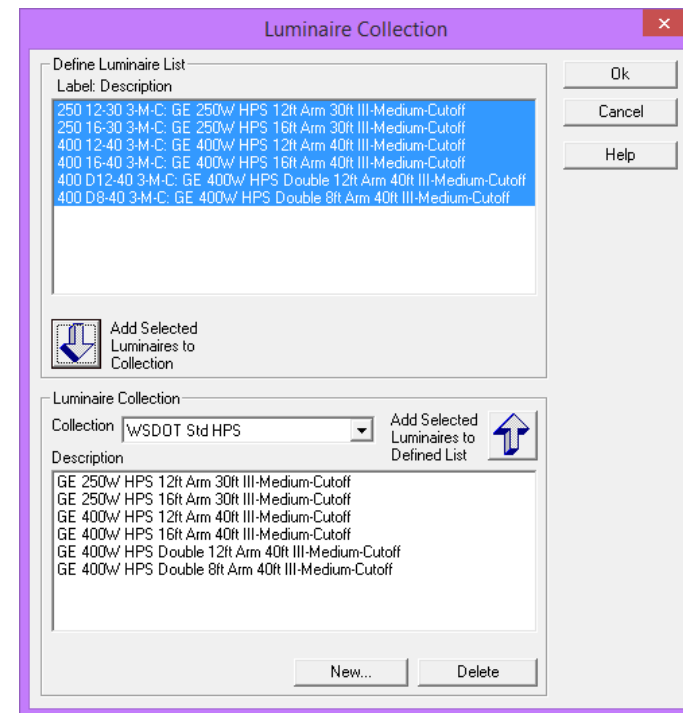 Luminaire Collection
×
Define Luminaire List
Label: Description
250 12-30 3-M-C: GE 250W HPS 12ft Arm 30ft III-Medium-Cutoff
250 16-30 3-M-C: GE 250W HPS 16ft Arm 30ft III-Medium-Cutoff
400 12-40 3-M-C: GE 400W HPS 12ft Arm 40ft III-Medium-Cutoff
400 16-40 3-M-C: GE 400W HPS 16ft Arm 40ft III-Medium-Cutoff
400 D12-40 3-M-C: GE 400W HPS Double 12ft Arm 40ft III-Medium-Cutoff
400 D8-40 3-M-C: GE 400W HPS Double 8ft Arm 40ft III-Medium-Cutoff
Ok
Cancel
Help
Add Selected
Luminaires to
Collection
Luminaire Collection
Collection WSDOT Std HPS
Add Selected
Luminaires to
Defined List
Description
GE 250W HPS 12ft Arm 30ft III-Medium-Cutoff
GE 250W HPS 16ft Arm 30ft III-Medium-Cutoff
GE 400W HPS 12ft Arm 40ft III-Medium-Cutoff
GE 400W HPS 16ft Arm 40ft III-Medium-Cutoff
GE 400W HPS Double 12ft Arm 40ft III-Medium-Cutoff
GE 400W HPS Double 8ft Arm 40ft III-Medium-Cutoff
New...
Delete